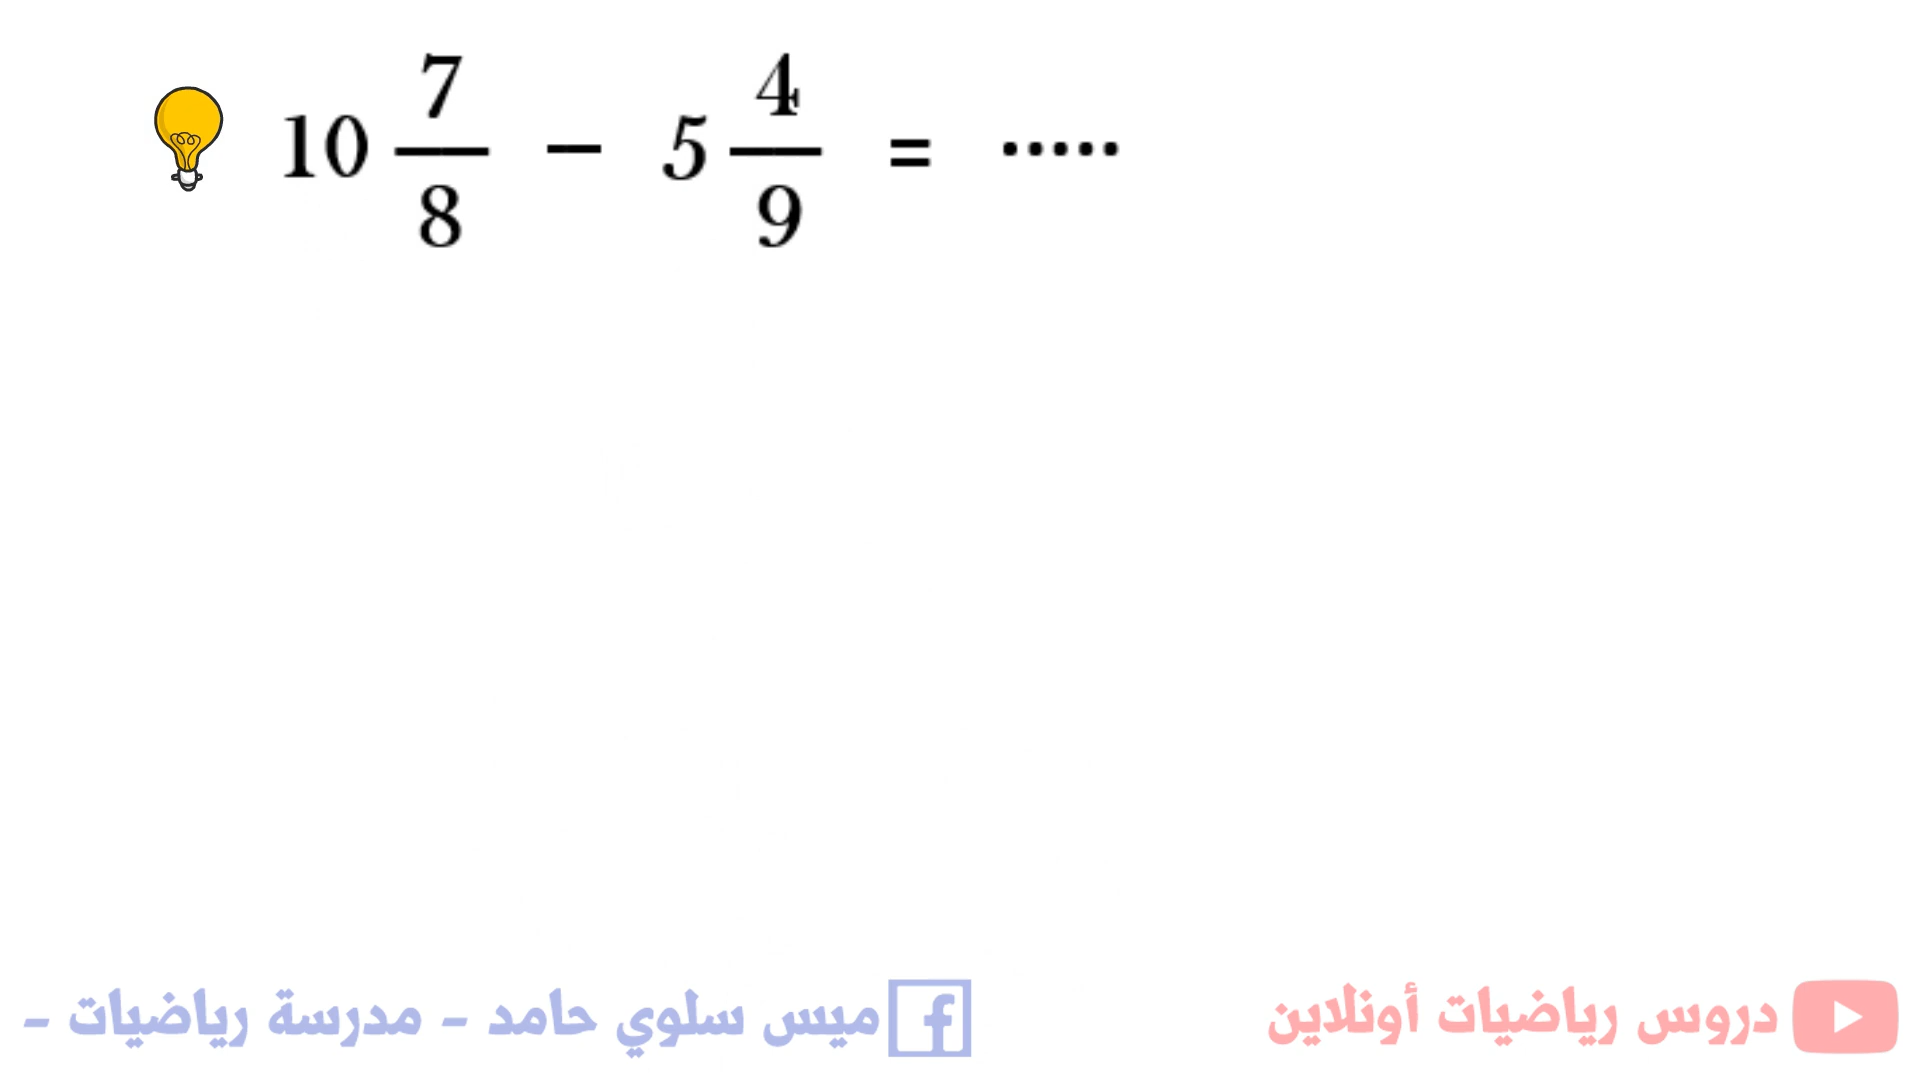 10 7/8 – 5 4/9 = .....
ميس سلوي حامد - مدرسة رياضيات -
دروس رياضيات أونلاين